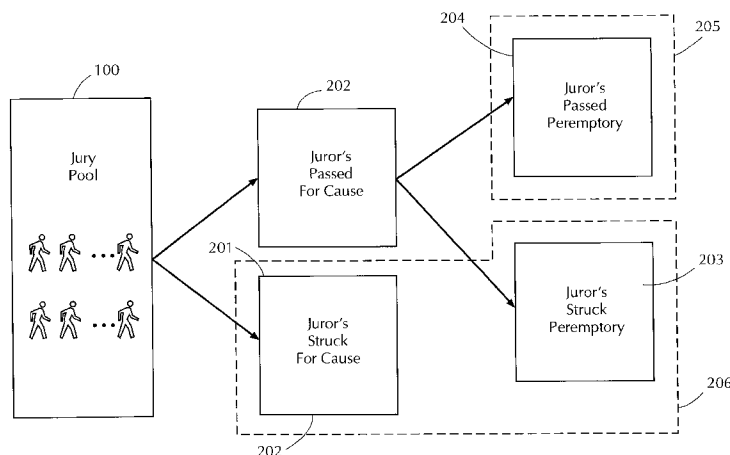 100
Jury
Pool
202
Juror's
Passed
For Cause
201
Juror's
Struck
For Cause
202
204
205
Juror's
Passed
Peremptory
203
Juror's
Struck
Peremptory
206